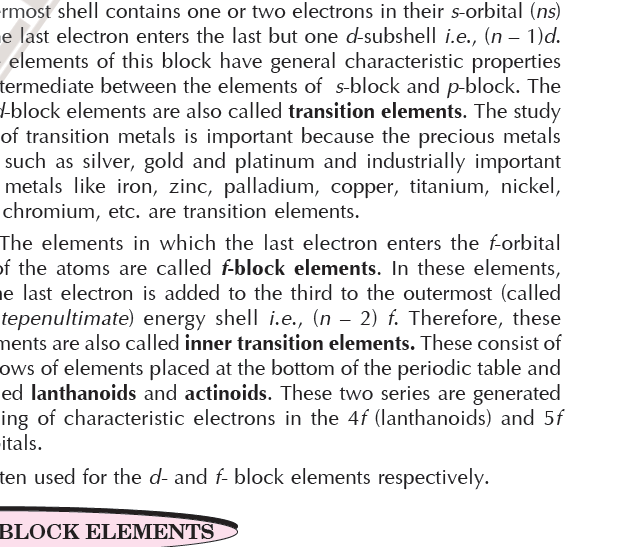 ermost shell contains one or two electrons in their s-orbital (ns)
e last electron enters the last but one d-subshell i.e., (n – 1)d.
elements of this block have general characteristic properties
termediate between the elements of s-block and p-block. The
d-block elements are also called transition elements. The study
of transition metals is important because the precious metals
such as silver, gold and platinum and industrially important
metals like iron, zinc, palladium, copper, titanium, nickel,
chromium, etc. are transition elements.
The elements in which the last electron enters the f-orbital
of the atoms are called f-block elements. In these elements,
he last electron is added to the third to the outermost (called
tepenultimate) energy shell i.e., (n – 2) f. Therefore, these
ments are also called inner transition elements. These consist of
ows of elements placed at the bottom of the periodic table and
ed lanthanoids and actinoids. These two series are generated
ing of characteristic electrons in the 4f (lanthanoids) and 5f
itals.
ten used for the d- and f- block elements respectively.
BLOCK ELEMENTS